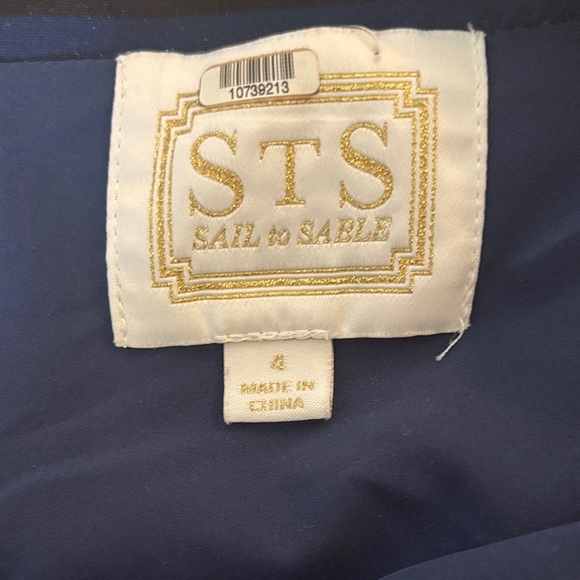 10739213
STS
SAIL to SABLE
4
MADE IN
CHINA